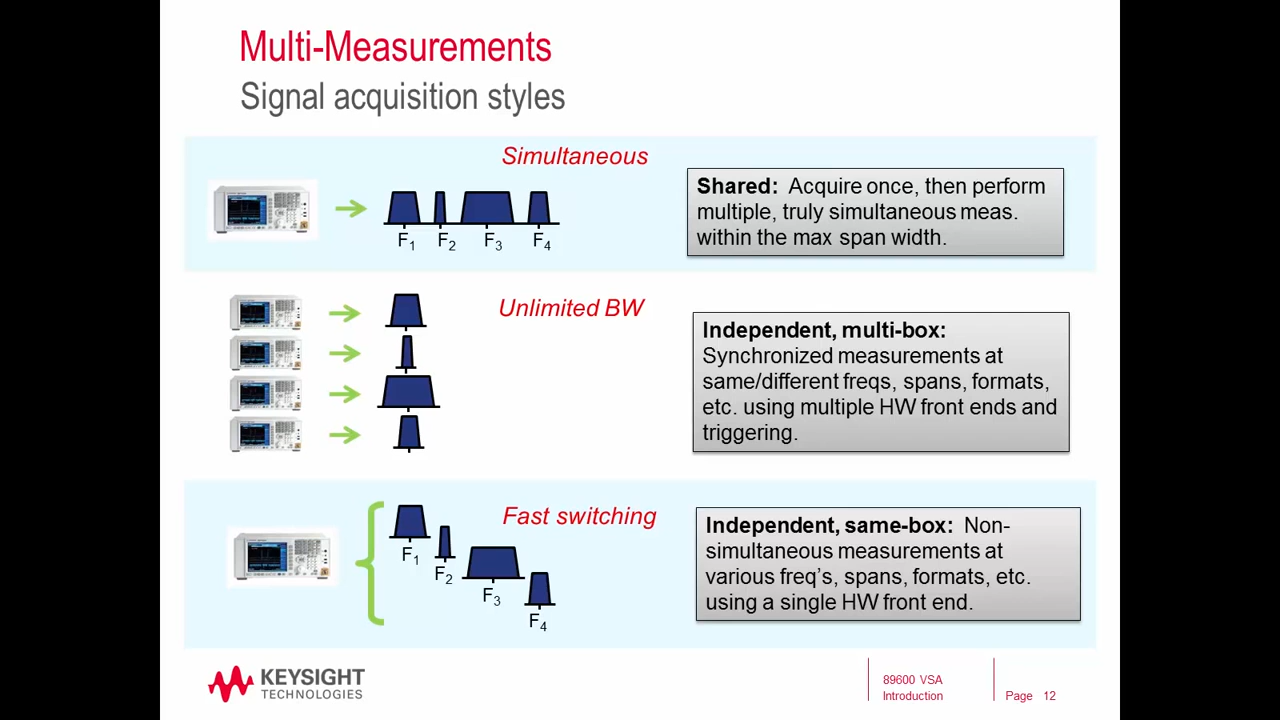 Multi-Measurements
Signal acquisition styles
Simultaneous
F1 F2 F3 F4
Shared: Acquire once, then perform
multiple, truly simultaneous meas.
within the max span width.
Unlimited BW
Independent, multi-box:
Synchronized measurements at
same/different freqs, spans, formats,
etc. using multiple HW front ends and
triggering.
Fast switching
F1
F2
F3
F4
Independent, same-box: Non-
simultaneous measurements at
various freq's, spans, formats, etc.
using a single HW front end.
KEYSIGHT
TECHNOLOGIES
89600 VSA
Introduction
Page 12